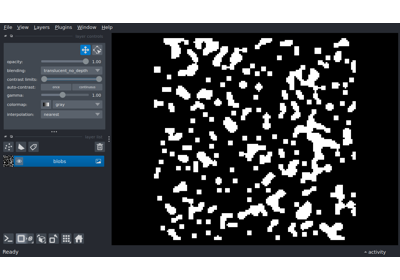 File View Layers Plugins Window Help
opacity: 1.00
blending: translucent_no_depth
contrast limits:
auto-contrast: once continuous
gamma: 1.00
colormap: gray
interpolation: nearest
blobs
Ready activity